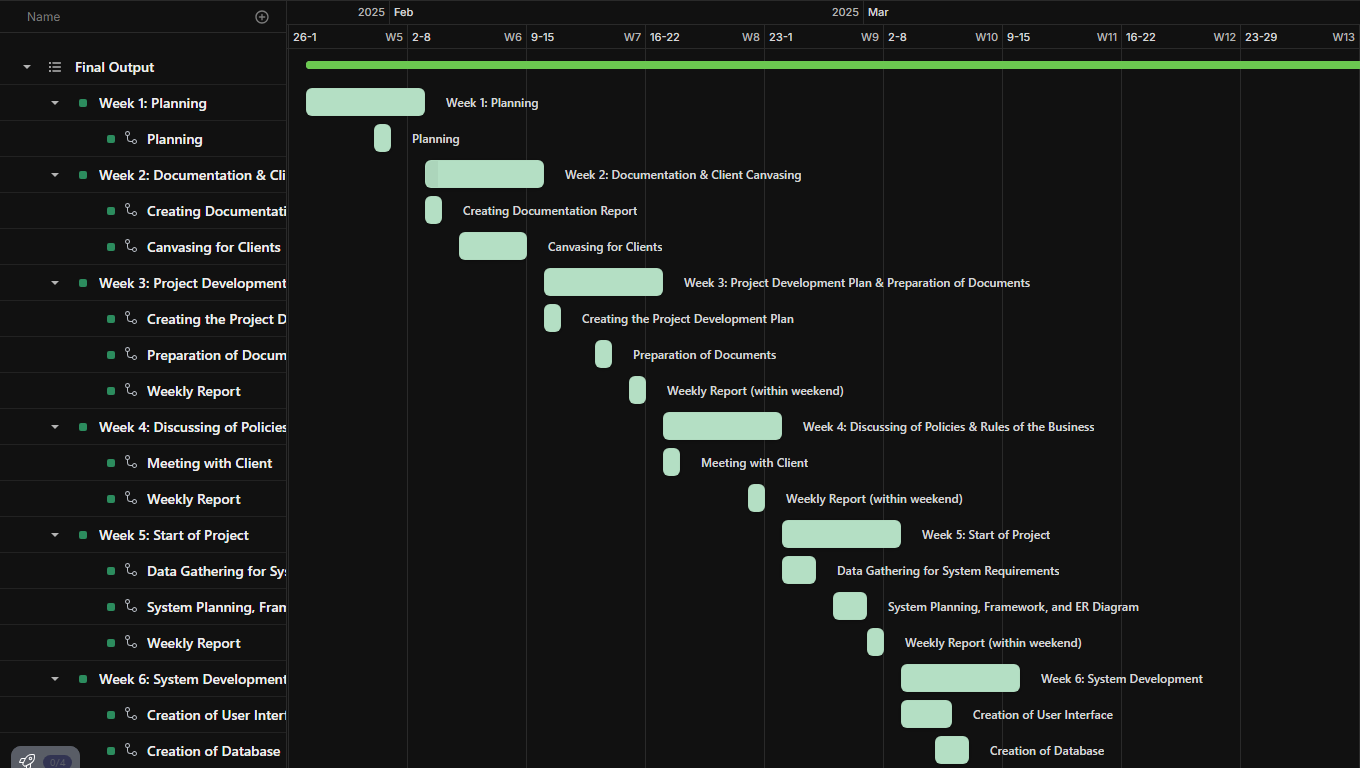 Name
2025 Feb 2025 Mar
26-1 W5 2-8 W6 9-15 W7 16-22 W8 23-1 W9 2-8 W10 9-15 W11 16-22 W12 23-29 W13
Final Output
Week 1: Planning Week 1: Planning
Planning Planning
Week 2: Documentation & Cli Week 2: Documentation & Client Canvasing
Creating Documentati Creating Documentation Report
Canvasing for Clients Canvasing for Clients
Week 3: Project Development Week 3: Project Development Plan & Preparation of Documents
Creating the Project D Creating the Project Development Plan
Preparation of Docum Preparation of Documents
Weekly Report Weekly Report (within weekend)
Week 4: Discussing of Policies Week 4: Discussing of Policies & Rules of the Business
Meeting with Client Meeting with Client
Weekly Report Weekly Report (within weekend)
Week 5: Start of Project Week 5: Start of Project
Data Gathering for Sys Data Gathering for System Requirements
System Planning, Fram System Planning, Framework, and ER Diagram
Weekly Report Weekly Report (within weekend)
Week 6: System Development Week 6: System Development
Creation of User Interf Creation of User Interface
Creation of Database Creation of Database
0/4